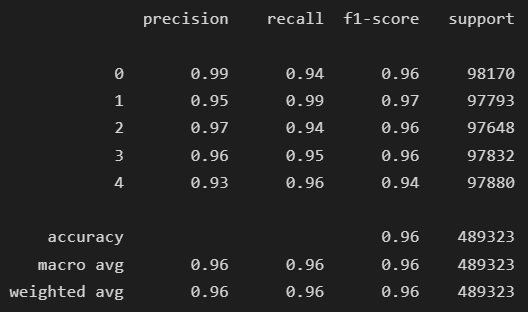 precision recall f1-score support
0 0.99 0.94 0.96 98170
1 0.95 0.99 0.97 97793
2 0.97 0.94 0.96 97648
3 0.96 0.95 0.96 97832
4 0.93 0.96 0.94 97880
accuracy 0.96 489323
macro avg 0.96 0.96 0.96 489323
weighted avg 0.96 0.96 0.96 489323